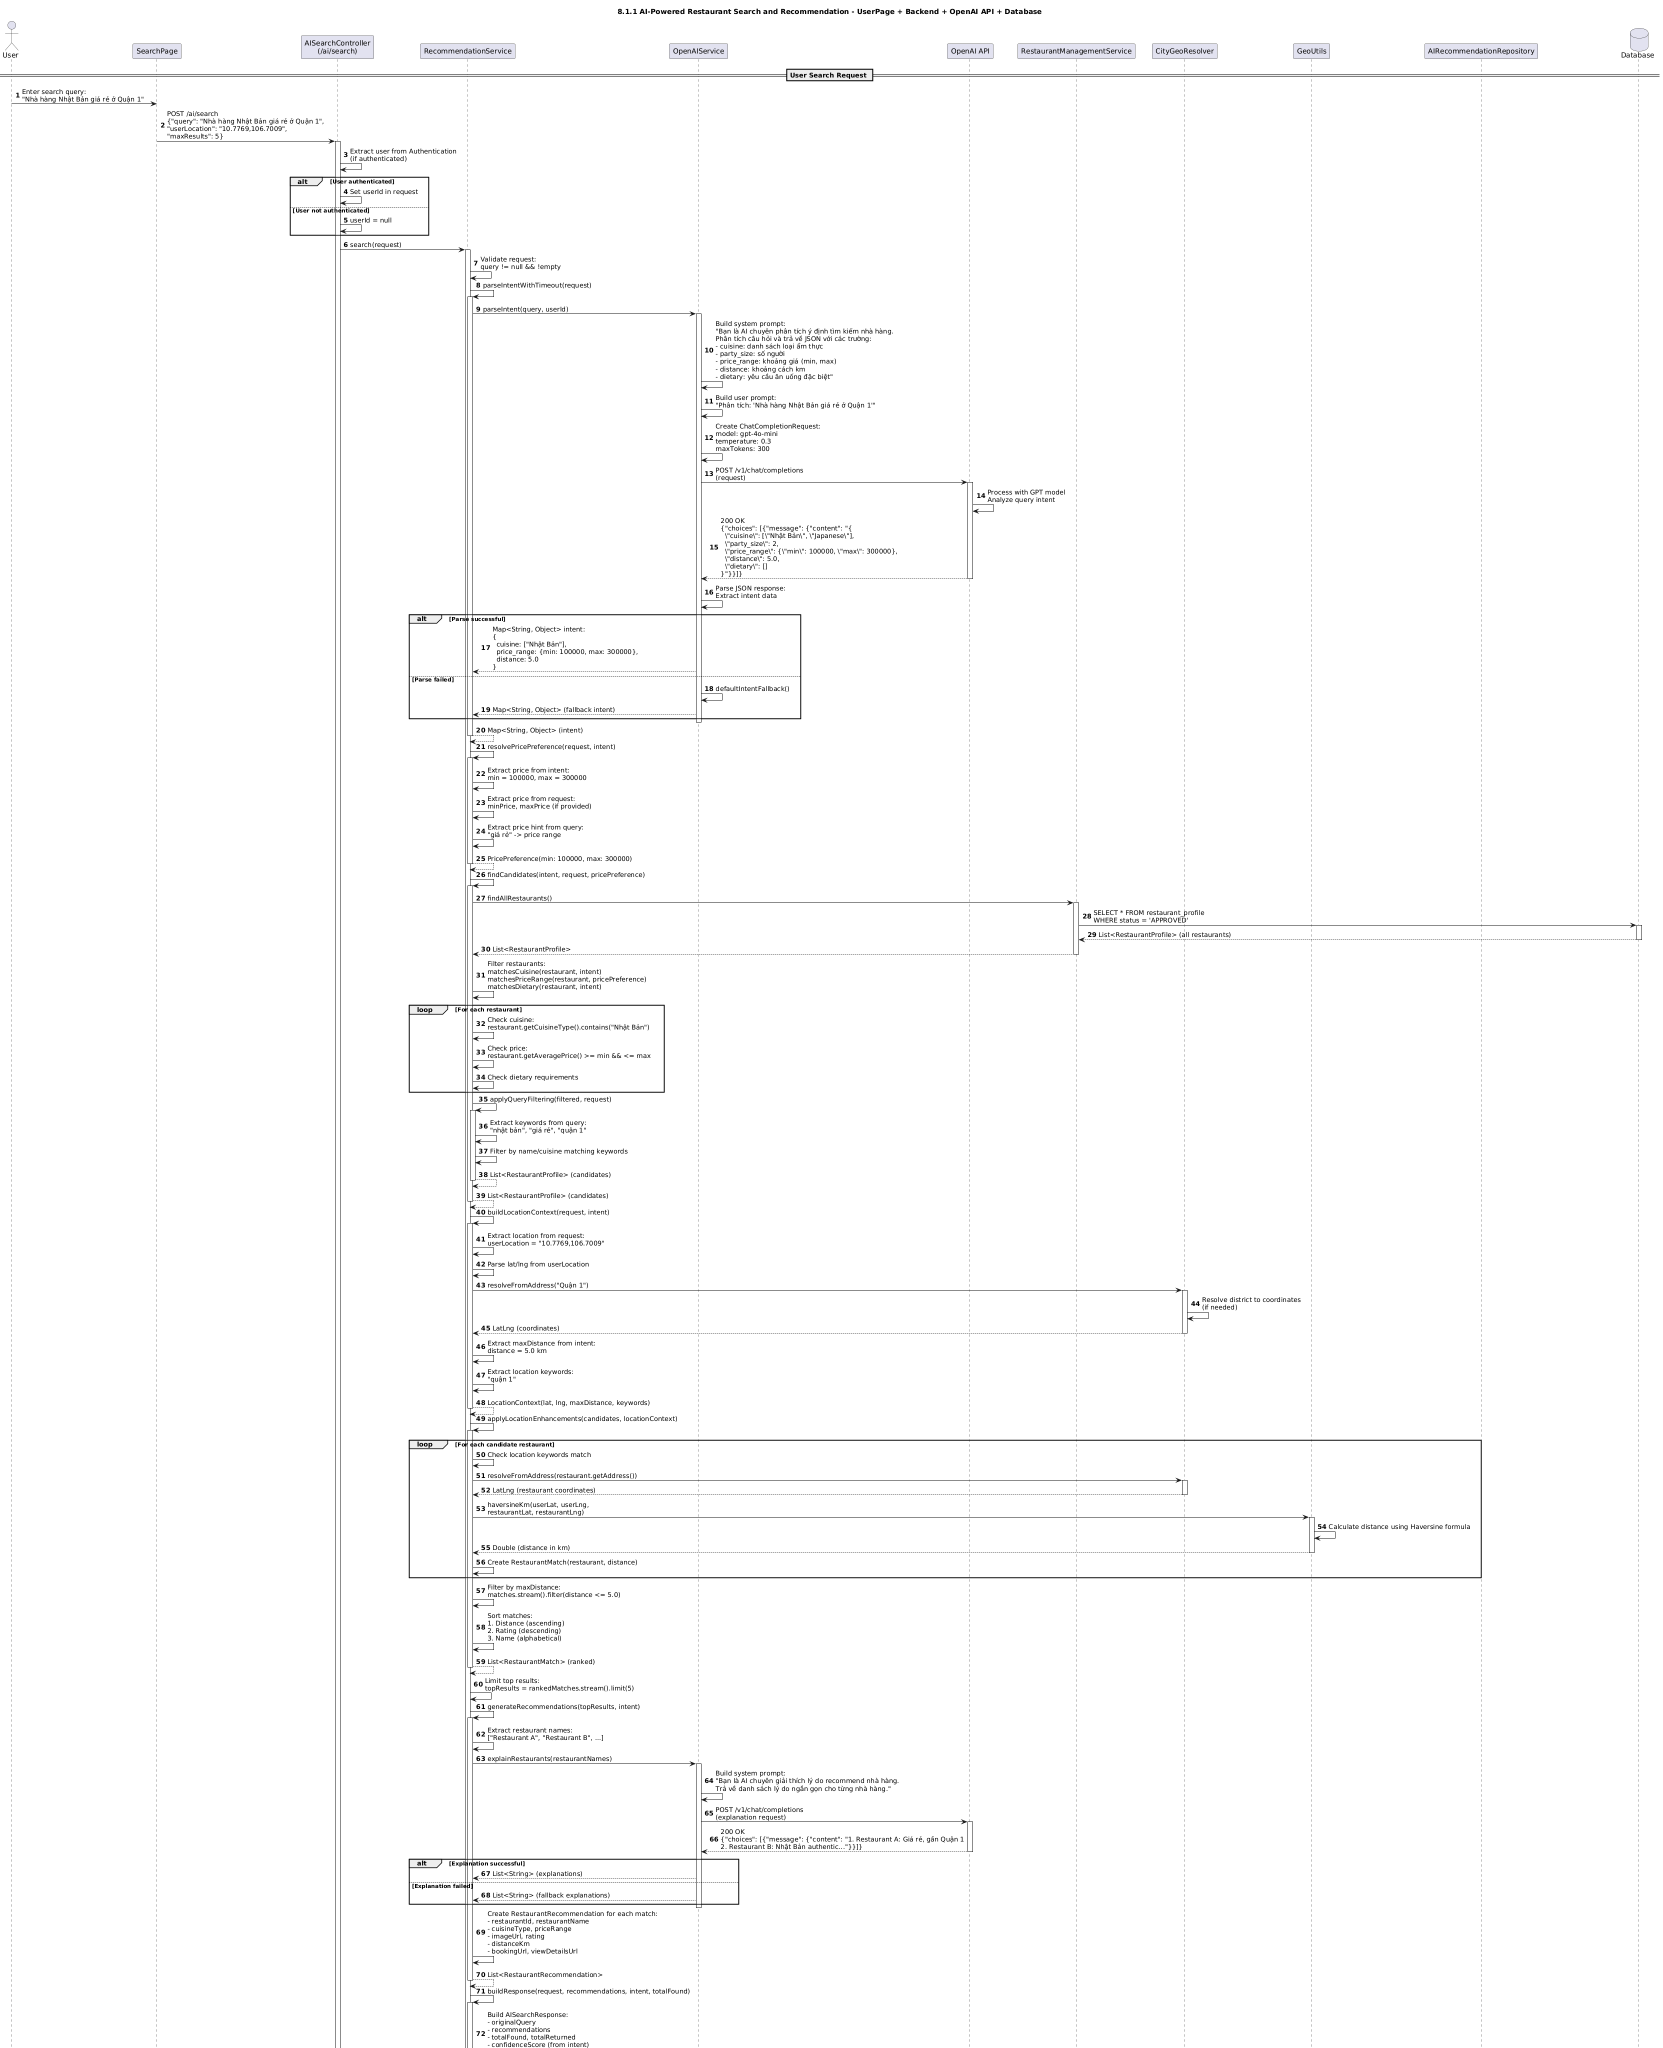 8.1.1 AI-Powered Restaurant Search and Recommendation - UserPage + Backend + OpenAI API + Database
User
SearchPage
AISearchController
(/ai/search)
RecommendationService
OpenAIService
OpenAI API
RestaurantManagementService
CityGeoResolver
GeoUtils
AIRecommendationRepository
Database
User Search Request
1 Enter search query:
"Nhà hàng Nhật Bản giá rẻ ở Quận 1"
2 POST /ai/search
{"query": "Nhà hàng Nhật Bản giá rẻ ở Quận 1",
"userLocation": "10.7769,106.7009",
"maxResults": 5}
3 Extract user from Authentication
(if authenticated)
alt [User authenticated]
4 Set userId in request
[User not authenticated]
5 userId = null
6 search(request)
7 Validate request:
query != null && !empty
8 parseIntentWithTimeout(request)
9 parseIntent(query, userId)
10 Build system prompt:
"Bạn là AI chuyên phân tích ý định tìm kiếm nhà hàng.
Phân tích câu hỏi và trả về JSON với các trường:
- cuisine: danh sách loại ẩm thực
- party_size: số người
- price_range: khoảng giá (min, max)
- distance: khoảng cách km
- dietary: yêu cầu ăn uống đặc biệt"
11 Build user prompt:
"Phân tích: 'Nhà hàng Nhật Bản giá rẻ ở Quận 1'"
12 Create ChatCompletionRequest:
model: gpt-4o-mini
temperature: 0.3
maxTokens: 300
13 POST /v1/chat/completions
(request)
14 Process with GPT model
Analyze query intent
15 200 OK
{"choices": [{"message": {"content": "{
\"cuisine\": [\"Nhật Bản\", \"Japanese\"],
\"party_size\": 2,
\"price_range\": {\"min\": 100000, \"max\": 300000},
\"distance\": 5.0,
\"dietary\": []
}"}}]}
16 Parse JSON response:
Extract intent data
alt [Parse successful]
17 Map<String, Object> intent:
{
cuisine: ["Nhật Bản"],
price_range: {min: 100000, max: 300000},
distance: 5.0
}
[Parse failed]
18 defaultIntentFallback()
19 Map<String, Object> (fallback intent)
20 Map<String, Object> (intent)
21 resolvePricePreference(request, intent)
22 Extract price from intent:
min = 100000, max = 300000
23 Extract price from request:
minPrice, maxPrice (if provided)
24 Extract price hint from query:
"giá rẻ" -> price range
25 PricePreference(min: 100000, max: 300000)
26 findCandidates(intent, request, pricePreference)
27 findAllRestaurants()
28 SELECT * FROM restaurant_profile
WHERE status = 'APPROVED'
29 List<RestaurantProfile> (all restaurants)
30 List<RestaurantProfile>
31 Filter restaurants:
matchesCuisine(restaurant, intent)
matchesPriceRange(restaurant, pricePreference)
matchesDietary(restaurant, intent)
loop [For each restaurant]
32 Check cuisine:
restaurant.getCuisineType().contains("Nhật Bản")
33 Check price:
restaurant.getAveragePrice() >= min && <= max
34 Check dietary requirements
35 applyQueryFiltering(filtered, request)
36 Extract keywords from query:
"nhật bản", "giá rẻ", "quận 1"
37 Filter by name/cuisine matching keywords
38 List<RestaurantProfile> (candidates)
39 List<RestaurantProfile> (candidates)
40 buildLocationContext(request, intent)
41 Extract location from request:
userLocation = "10.7769,106.7009"
42 Parse lat/lng from userLocation
43 resolveFromAddress("Quận 1")
44 Resolve district to coordinates
(if needed)
45 LatLng (coordinates)
46 Extract maxDistance from intent:
distance = 5.0 km
47 Extract location keywords:
"quận 1"
48 LocationContext(lat, lng, maxDistance, keywords)
49 applyLocationEnhancements(candidates, locationContext)
loop [For each candidate restaurant]
50 Check location keywords match
51 resolveFromAddress(restaurant.getAddress())
52 LatLng (restaurant coordinates)
53 haversineKm(userLat, userLng,
restaurantLat, restaurantLng)
54 Calculate distance using Haversine formula
55 Double (distance in km)
56 Create RestaurantMatch(restaurant, distance)
57 Filter by maxDistance:
matches.stream().filter(distance <= 5.0)
58 Sort matches:
1. Distance (ascending)
2. Rating (descending)
3. Name (alphabetical)
59 List<RestaurantMatch> (ranked)
60 Limit top results:
topResults = rankedMatches.stream().limit(5)
61 generateRecommendations(topResults, intent)
62 Extract restaurant names:
["Restaurant A", "Restaurant B", ...]
63 explainRestaurants(restaurantNames)
64 Build system prompt:
"Bạn là AI chuyên giải thích lý do recommend nhà hàng.
Trả về danh sách lý do ngắn gọn cho từng nhà hàng."
65 POST /v1/chat/completions
(explanation request)
66 200 OK
{"choices": [{"message": {"content": "1. Restaurant A: Giá rẻ, gần Quận 1
2. Restaurant B: Nhật Bản authentic..."}}]}
alt [Explanation successful]
67 List<String> (explanations)
[Explanation failed]
68 List<String> (fallback explanations)
69 Create RestaurantRecommendation for each match:
- restaurantId, restaurantName
- cuisineType, priceRange
- imageUrl, rating
- distanceKm
- bookingUrl, viewDetailsUrl
70 List<RestaurantRecommendation>
71 buildResponse(request, recommendations, intent, totalFound)
72 Build AISearchResponse:
- originalQuery
- recommendations
- totalFound, totalReturned
- confidenceScore (from intent)